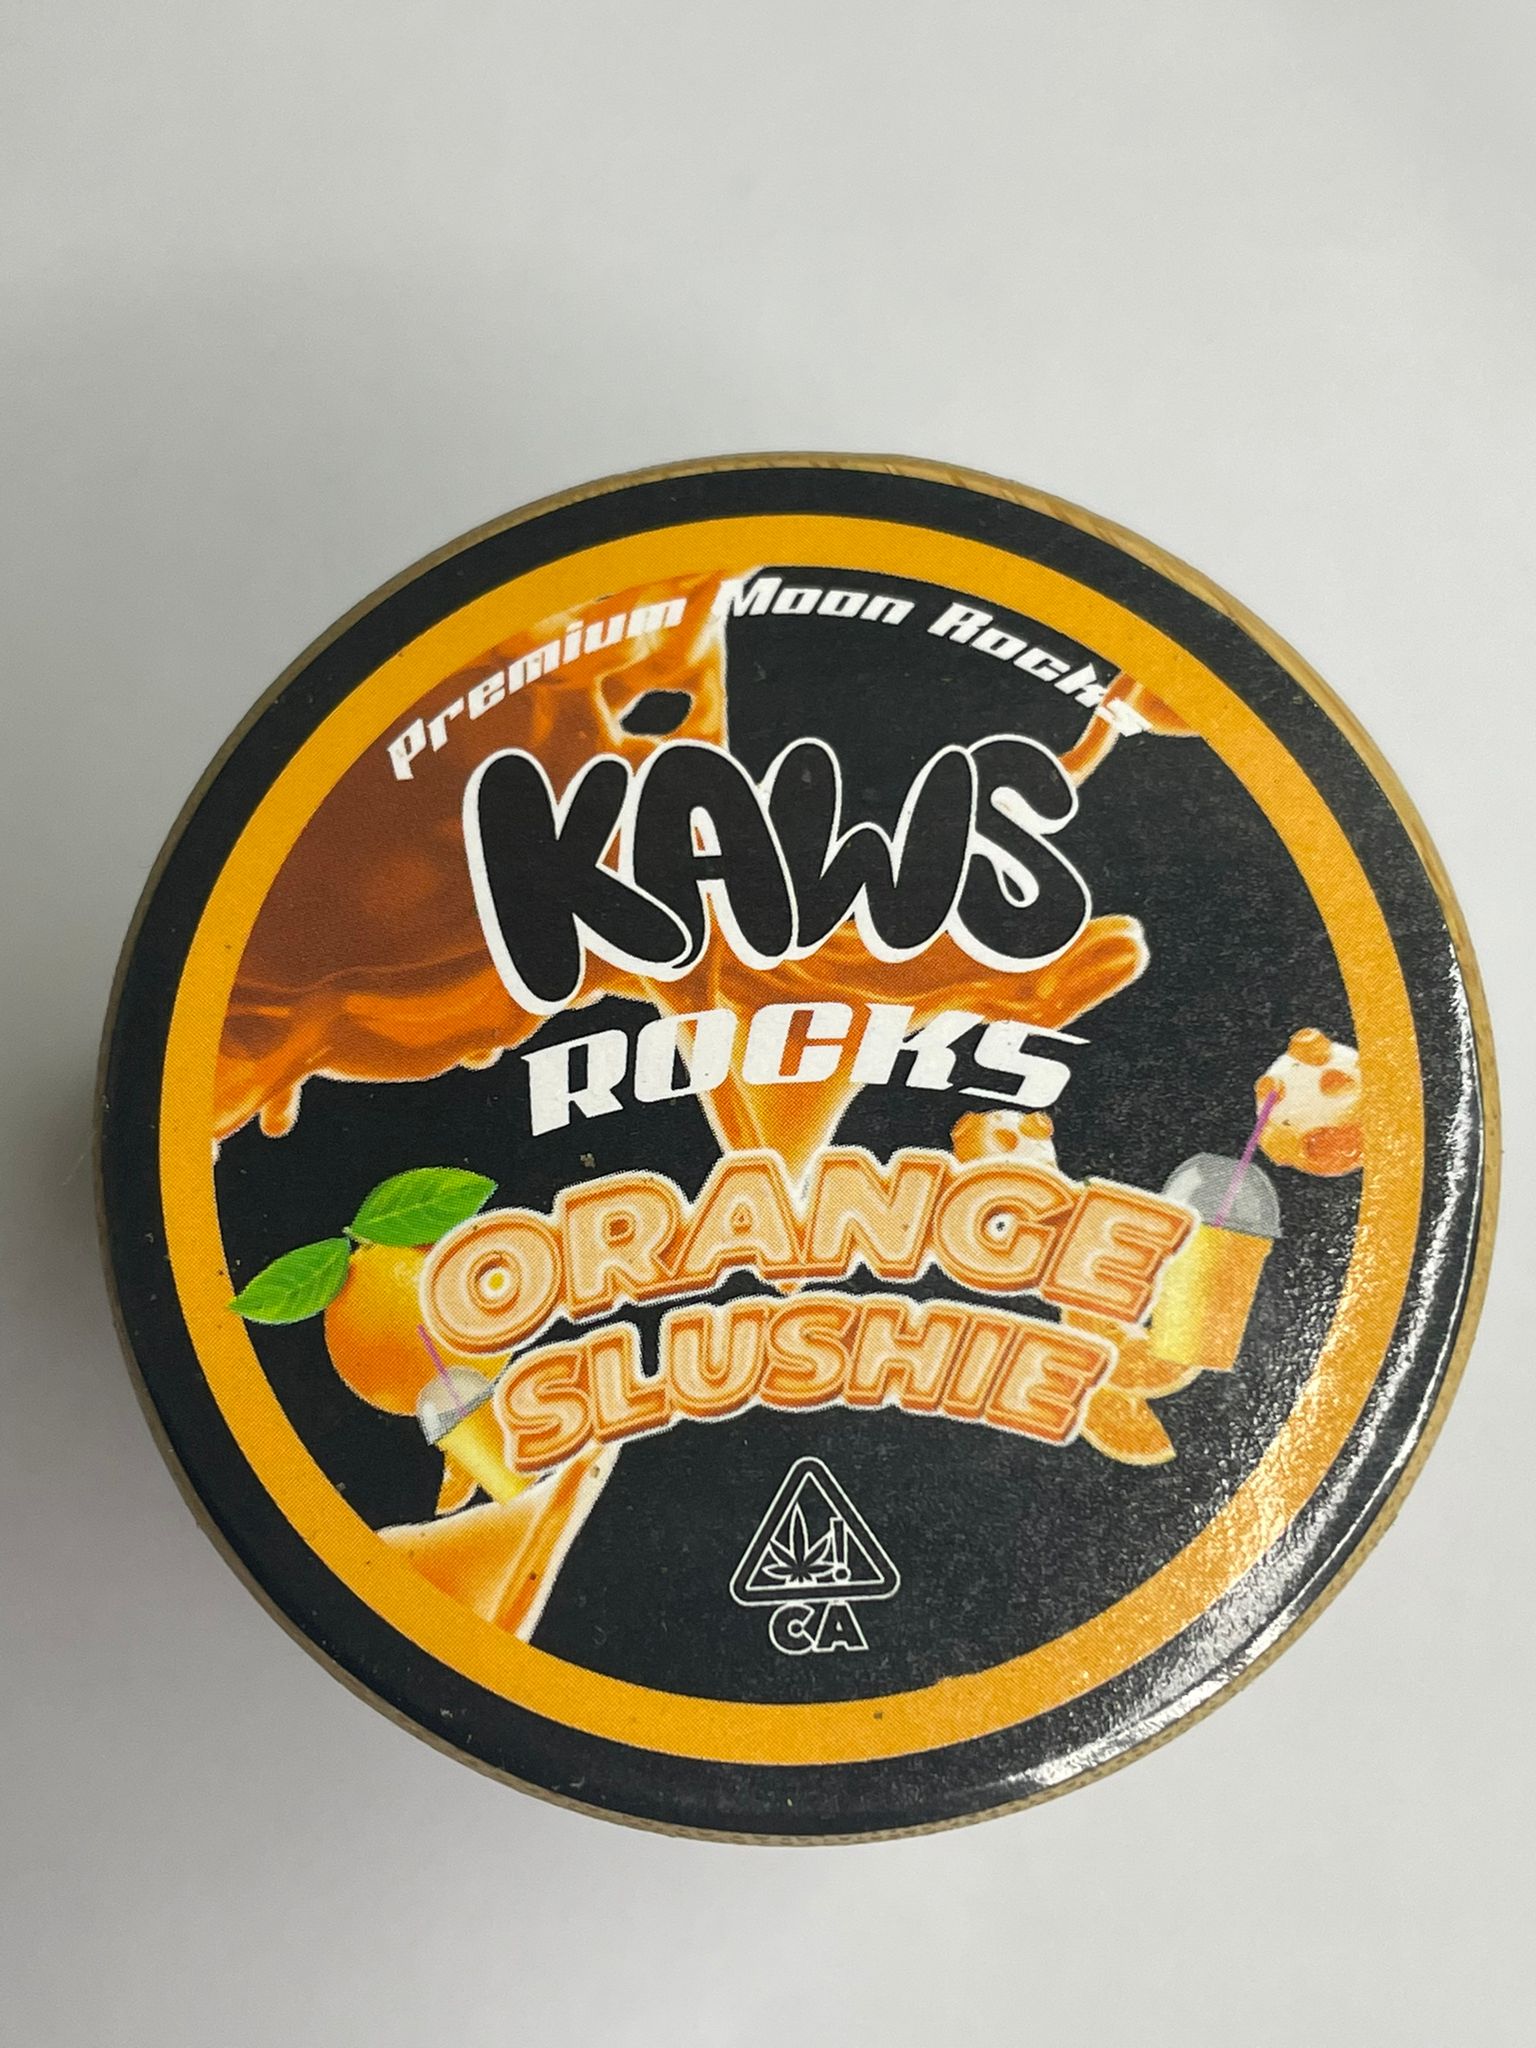 Premium Moon Rocks
KAWS
ROCKS
ORANGE
SLUSHIE
!
CA